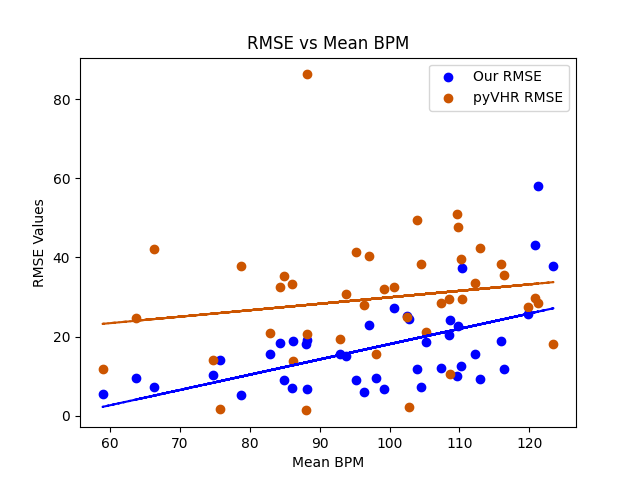 RMSE vs Mean BPM
Our RMSE
pyVHR RMSE
80
60
40
20
0
RMSE Values
60 70 80 90 100 110 120
Mean BPM